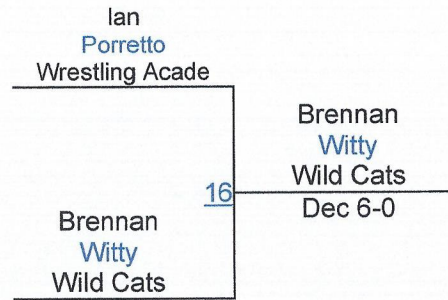 Ian
Porretto
Wrestling Acade
Brennan
Witty
Wild Cats
16
Dec 6-0
Brennan
Witty
Wild Cats